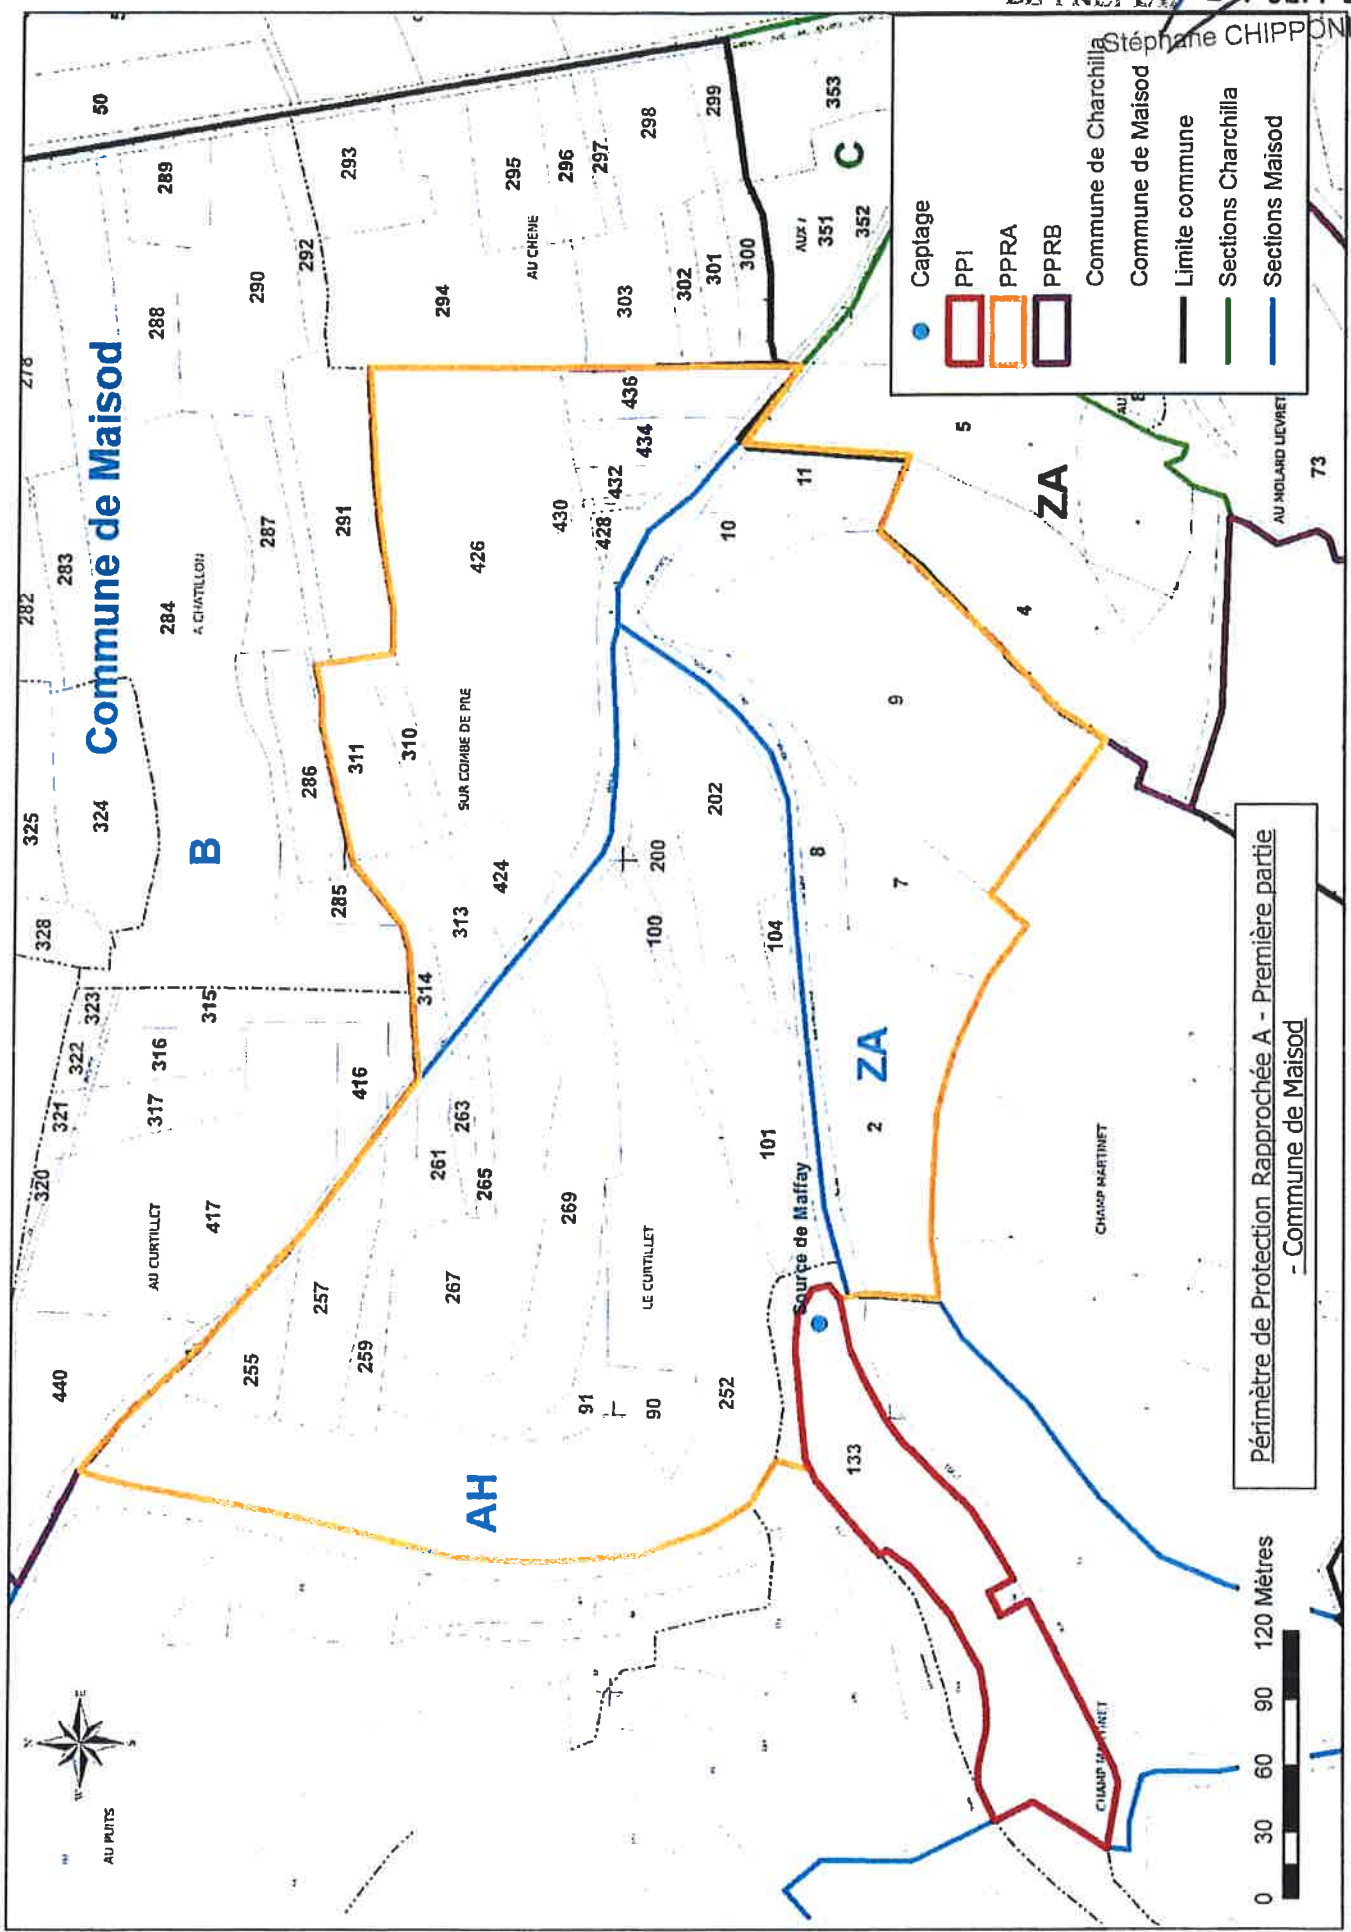 Stéphane CHIPPONI
Commune de Maisod
AU PUITS
N
E
S
W
440
AU CURTILLET
417
320
321
322
323
317
316
315
416
328
325
324
282
283
278
284
A CHATILLON
B
285
286
287
288
289
290
291
292
293
294
295
296
297
298
299
50
AU CHENE
303
302
301
300
AUX
351
352
353
C
311
310
SUR COMBE DE PRE
314
313
424
426
430
428
432
434
436
255
257
259
261
263
265
267
269
LE CURTILLET
91
90
252
AH
100
200
202
104
101
Source de Maffay
133
ZA
2
8
7
9
10
11
5
4
ZA
AU MOLARD LIEVRET
73
CHAMP MARTINET
CHAMP MARTINET
Captage
PPI
PPRA
PPRB
Commune de Charchilla
Commune de Maisod
Limite commune
Sections Charchilla
Sections Maisod
Périmètre de Protection Rapprochée A - Première partie
- Commune de Maisod
0 30 60 90 120 Mètres